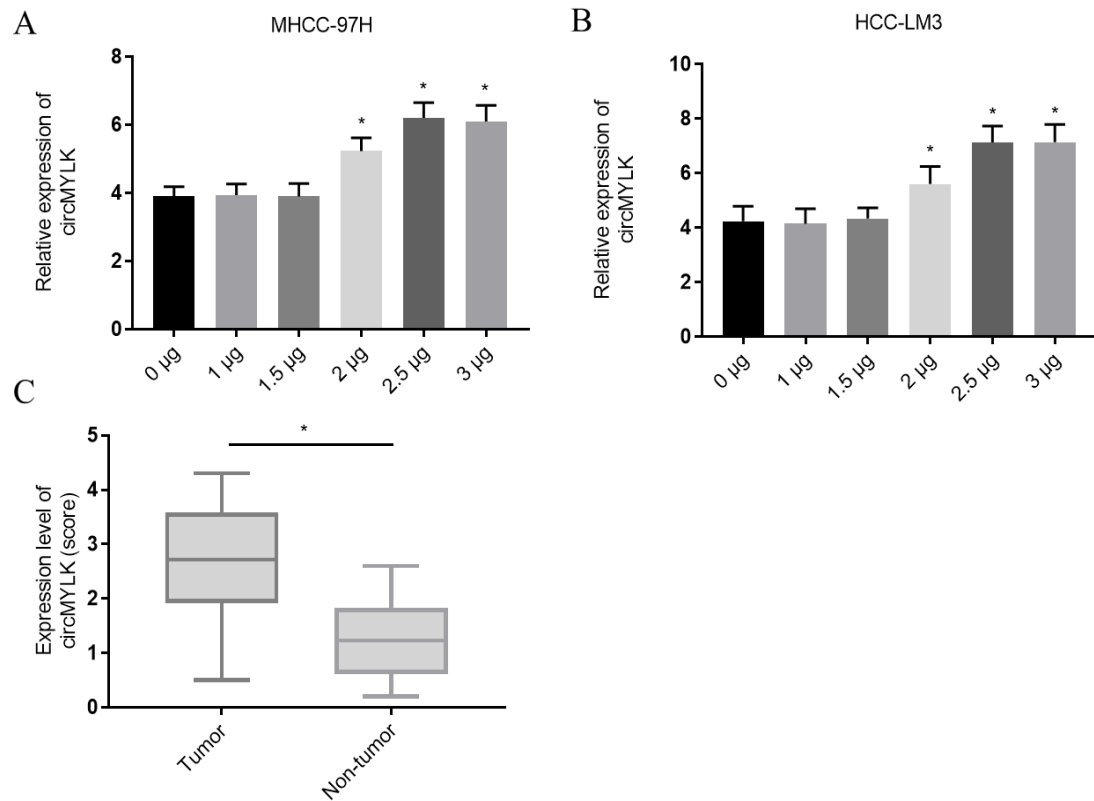 A
MHCC-97H
Relative expression of
circMYLK
8
6
4
2
0
*
*
*
0 µg
1 µg
1.5 µg
2 µg
2.5 µg
3 µg
B
HCC-LM3
Relative expression of
circMYLK
10
8
6
4
2
0
*
*
*
0 µg
1 µg
1.5 µg
2 µg
2.5 µg
3 µg
C
Expression level of
circMYLK (score)
5
4
3
2
1
0
*
Tumor
Non-tumor